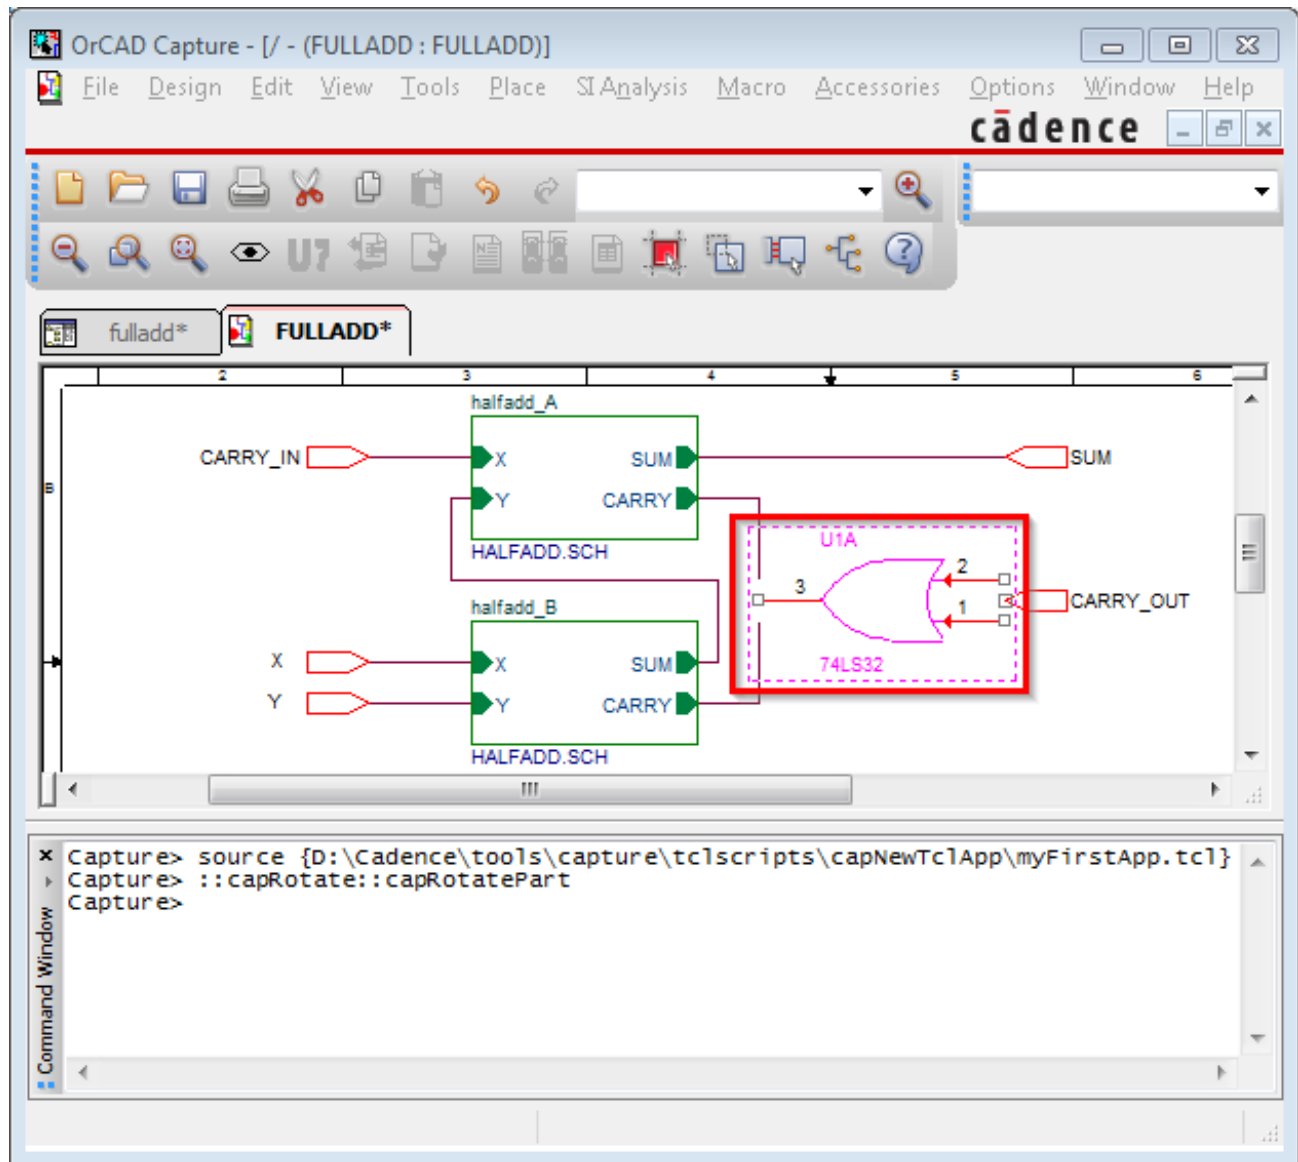 OrCAD Capture - [/ - (FULLADD : FULLADD)]
File Design Edit View Tools Place SI Analysis Macro Accessories Options Window Help
cādence
U?
fulladd* FULLADD*
2 3 4 5 6
B
halfadd_A
CARRY_IN X SUM SUM
Y CARRY
HALFADD.SCH
U1A
2
3
1
CARRY_OUT
74LS32
halfadd_B
X X SUM
Y Y CARRY
HALFADD.SCH
Capture> source {D:\Cadence\tools\capture\tclscripts\capNewTclApp\myFirstApp.tcl}
Capture> ::capRotate::capRotatePart
Capture>
Command Window